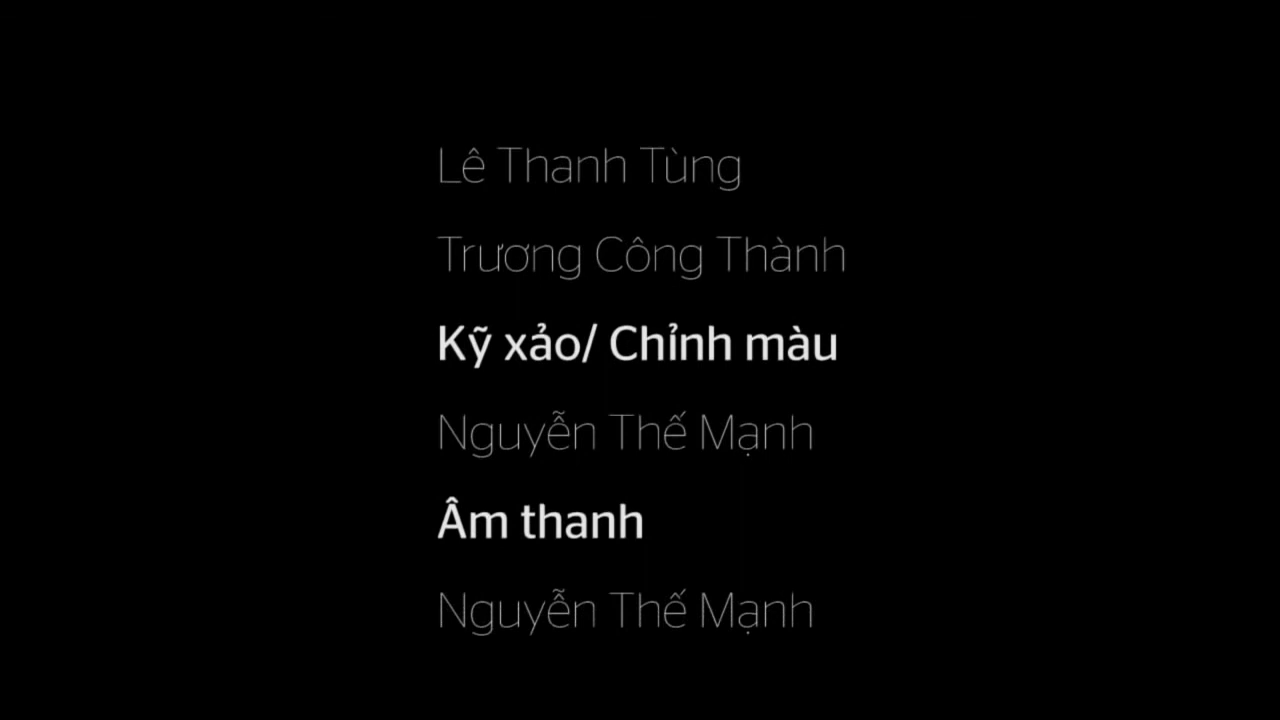 Lê Thanh Tùng
Trương Công Thành
Kỹ xảo/ Chỉnh màu
Nguyễn Thế Mạnh
Âm thanh
Nguyễn Thế Mạnh